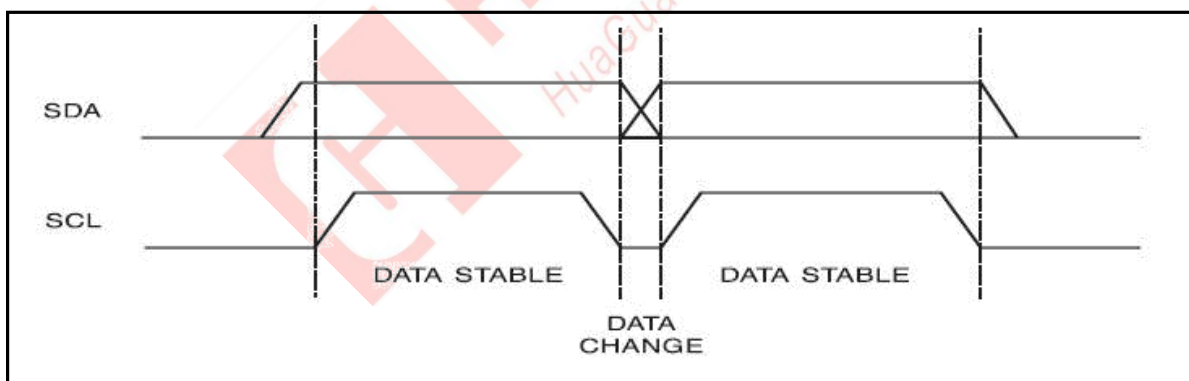 HuaGua
SDA
SCL
DATA STABLE
DATA STABLE
DATA
CHANGE